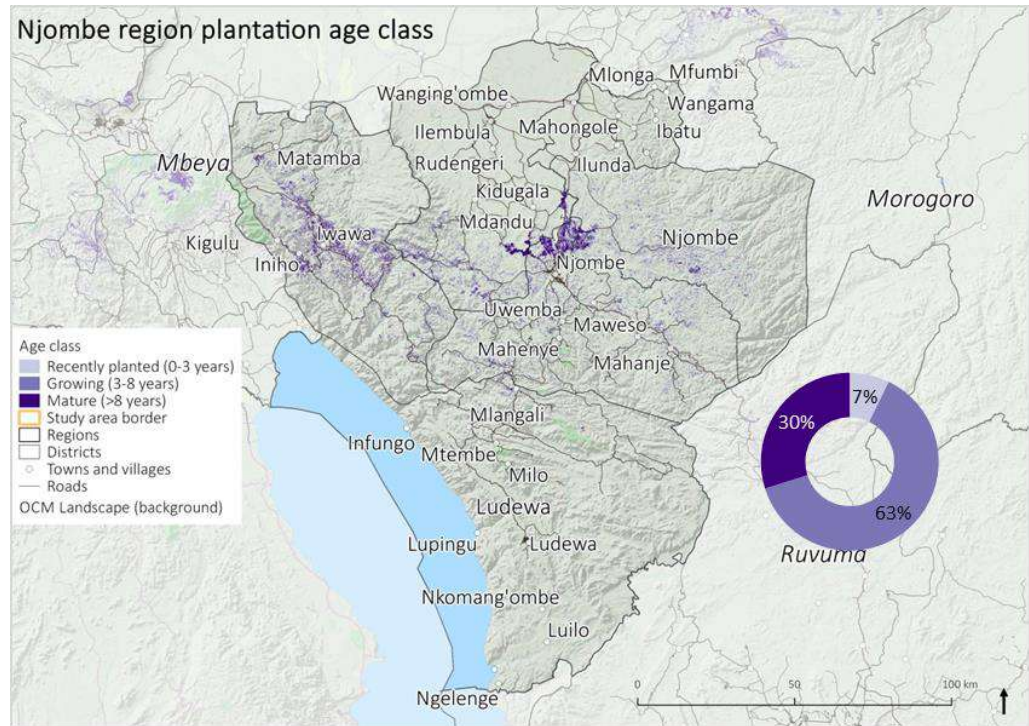 Njombe region plantation age class
Mlonga
Mfumbi
Wanging'ombe
Wangama
Ilembula
Mahongole
Ibatu
Mbeya
Matamba
Rudengeri
Ilunda
Kidugala
Morogoro
Mdandu
Iwawa
Njombe
Kigulu
Iniho
Njombe
Uwemba
Maweso
Mahenye
Mahanje
Age class
Recently planted (0-3 years)
Growing (3-8 years)
Mature (>8 years)
Study area border
Regions
Districts
Towns and villages
Roads
OCM Landscape (background)
7%
30%
63%
Mlangali
Infungo
Mtembe
Milo
Ludewa
Lupingu
Ludewa
Ruvuma
Nkomang'ombe
Luilo
Ngelenge
0 50 100 km